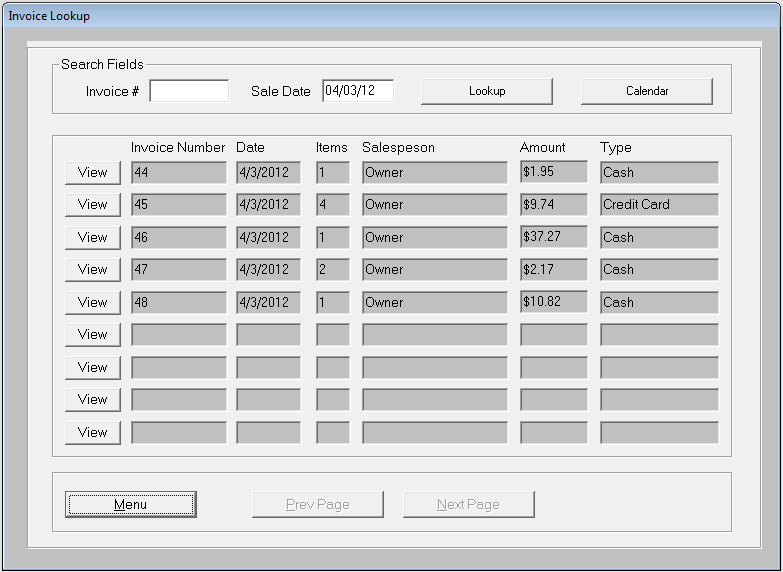 Invoice Lookup
Search Fields
Invoice # Sale Date 04/03/12 Lookup Calendar
Invoice Number Date Items Salespeson Amount Type
View 44 4/3/2012 1 Owner $1.95 Cash
View 45 4/3/2012 4 Owner $9.74 Credit Card
View 46 4/3/2012 1 Owner $37.27 Cash
View 47 4/3/2012 2 Owner $2.17 Cash
View 48 4/3/2012 1 Owner $10.82 Cash
View
View
View
View
Menu Prev Page Next Page